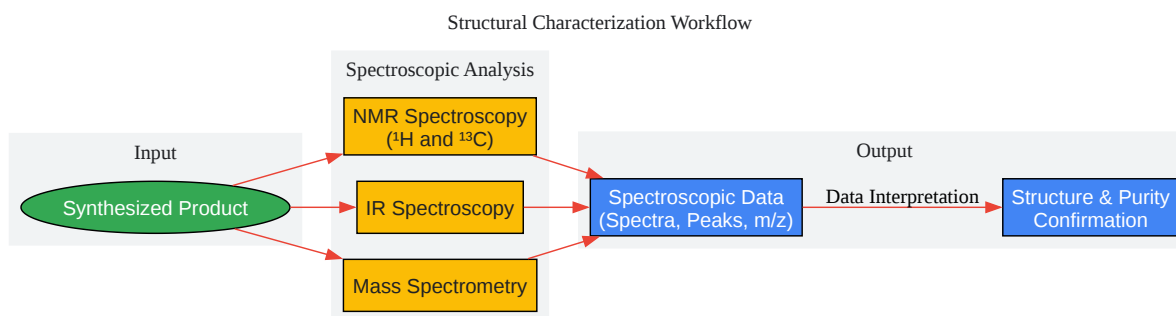 Structural Characterization Workflow
Spectroscopic Analysis
NMR Spectroscopy
(¹H and ¹³C)
Input
Output
Synthesized Product
IR Spectroscopy
Spectroscopic Data
(Spectra, Peaks, m/z)
Data Interpretation
Structure & Purity
Confirmation
Mass Spectrometry